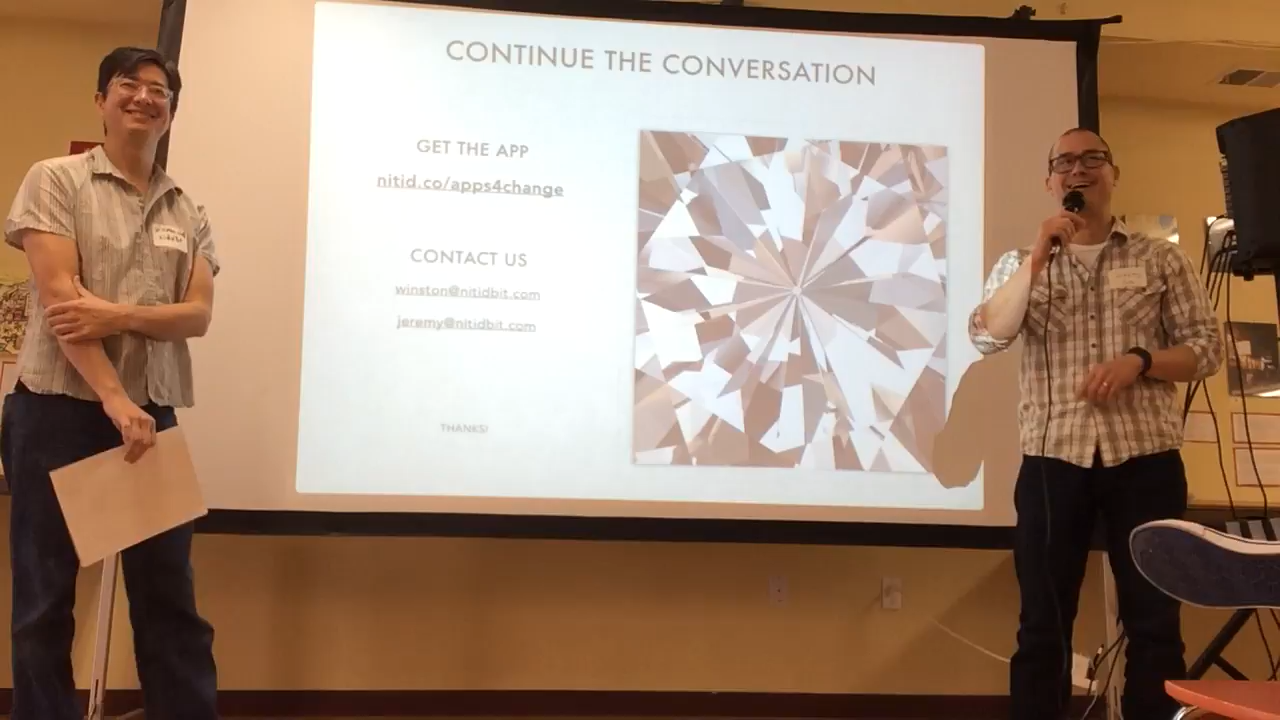 CONTINUE THE CONVERSATION
GET THE APP
nitid.co/apps4change
CONTACT US
winston@nitidbit.com
jeremy@nitidbit.com
THANKS!